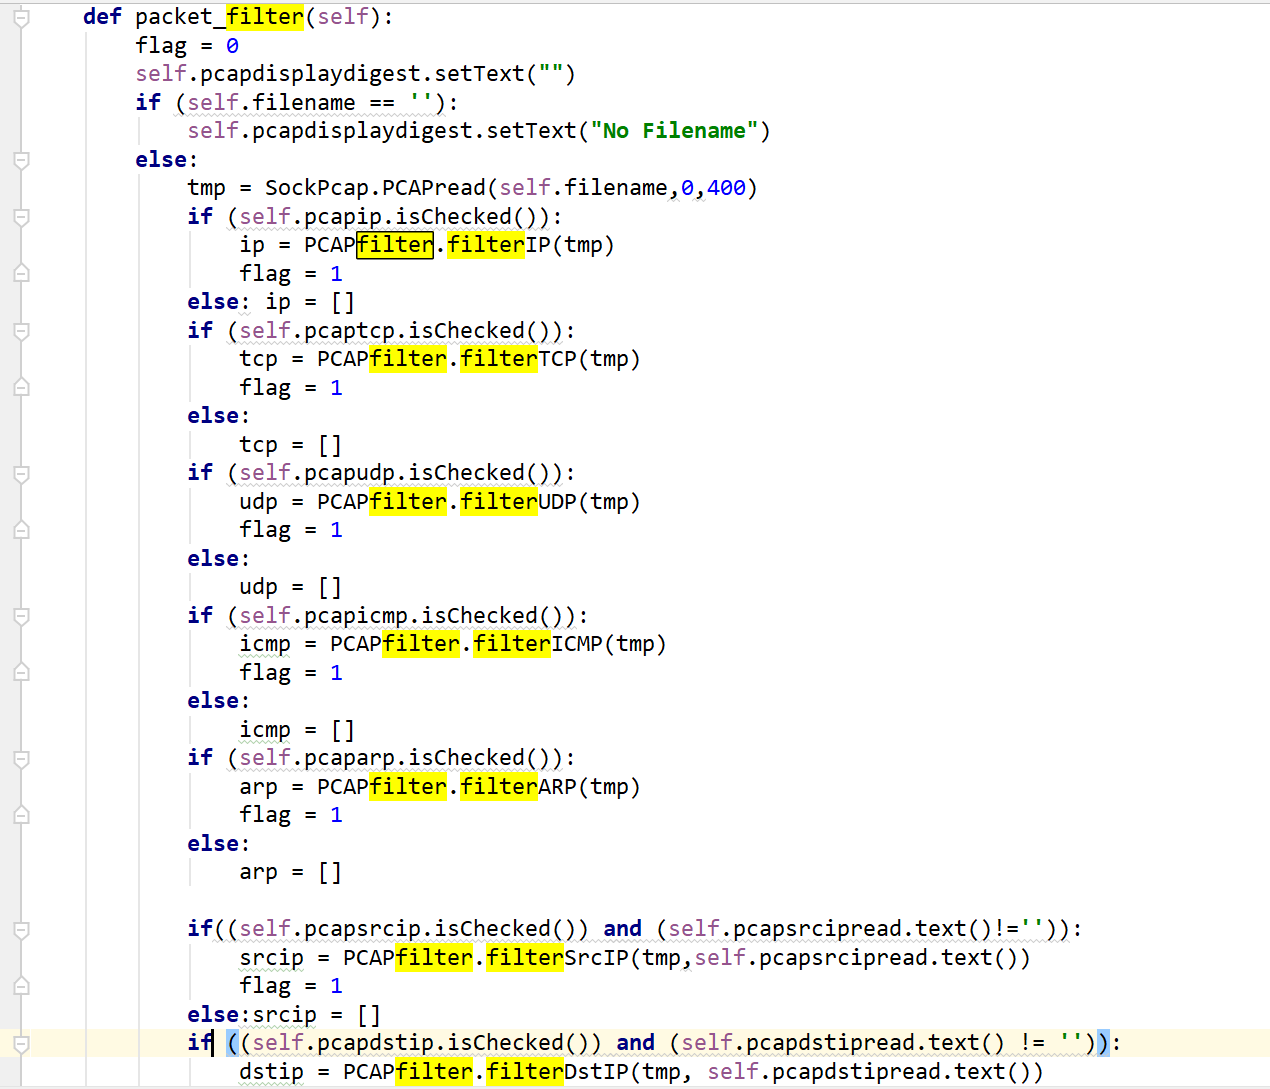 def packet_filter(self):
    flag = 0
    self.pcapdisplaydigest.setText("")
    if (self.filename == ''):
        self.pcapdisplaydigest.setText("No Filename")
    else:
        tmp = SockPcap.PCAPread(self.filename,0,400)
        if (self.pcapip.isChecked()):
            ip = PCAPfilter.filterIP(tmp)
            flag = 1
        else: ip = []
        if (self.pcaptcp.isChecked()):
            tcp = PCAPfilter.filterTCP(tmp)
            flag = 1
        else:
            tcp = []
        if (self.pcapudp.isChecked()):
            udp = PCAPfilter.filterUDP(tmp)
            flag = 1
        else:
            udp = []
        if (self.pcapicmp.isChecked()):
            icmp = PCAPfilter.filterICMP(tmp)
            flag = 1
        else:
            icmp = []
        if (self.pcaparp.isChecked()):
            arp = PCAPfilter.filterARP(tmp)
            flag = 1
        else:
            arp = []
        if((self.pcapsrcip.isChecked()) and (self.pcapsrcipread.text()!='')):
            srcip = PCAPfilter.filterSrcIP(tmp,self.pcapsrcipread.text())
            flag = 1
        else:srcip = []
        if ((self.pcapdstip.isChecked()) and (self.pcapdstipread.text() != '')):
            dstip = PCAPfilter.filterDstIP(tmp, self.pcapdstipread.text())